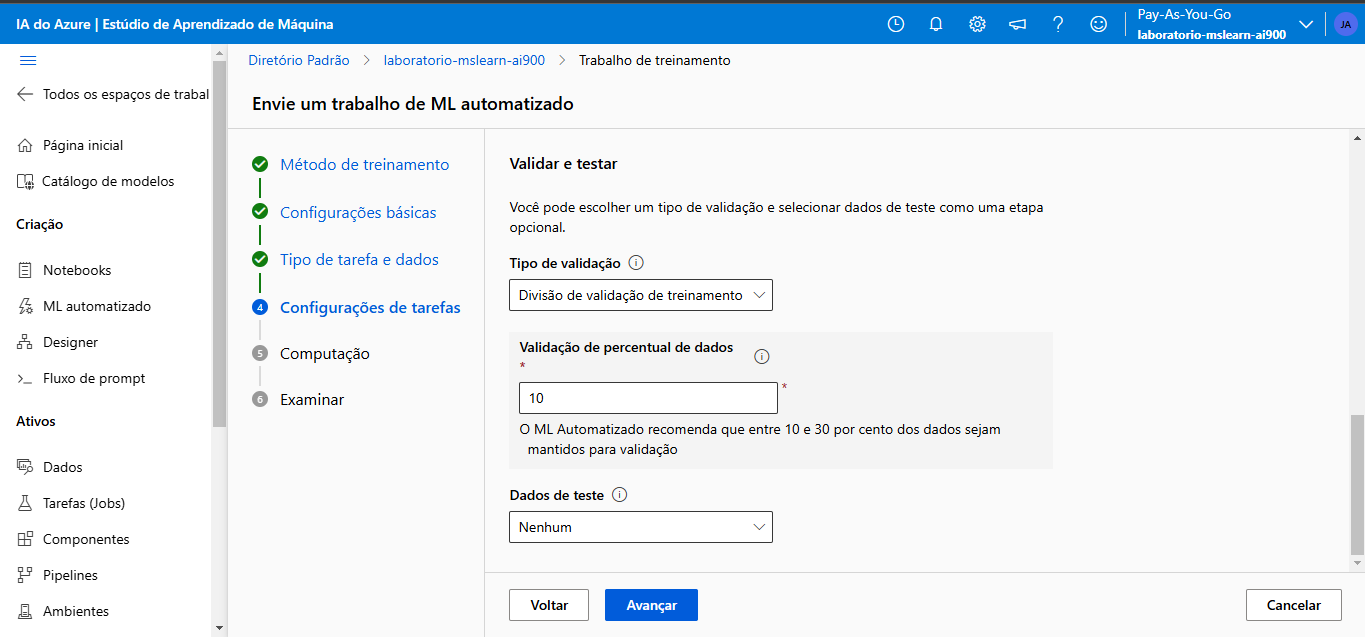 IA do Azure | Estúdio de Aprendizado de Máquina
Pay-As-You-Go
laboratorio-mslearn-ai900
JA
Todos os espaços de trabal
Página inicial
Catálogo de modelos
Criação
Notebooks
ML automatizado
Designer
Fluxo de prompt
Ativos
Dados
Tarefas (Jobs)
Componentes
Pipelines
Ambientes
Diretório Padrão > laboratorio-mslearn-ai900 > Trabalho de treinamento
Envie um trabalho de ML automatizado
Método de treinamento
Configurações básicas
Tipo de tarefa e dados
4 Configurações de tarefas
5 Computação
6 Examinar
Validar e testar
Você pode escolher um tipo de validação e selecionar dados de teste como uma etapa
opcional.
Tipo de validação
Divisão de validação de treinamento
Validação de percentual de dados
*
10 *
O ML Automatizado recomenda que entre 10 e 30 por cento dos dados sejam
mantidos para validação
Dados de teste
Nenhum
Voltar
Avançar
Cancelar